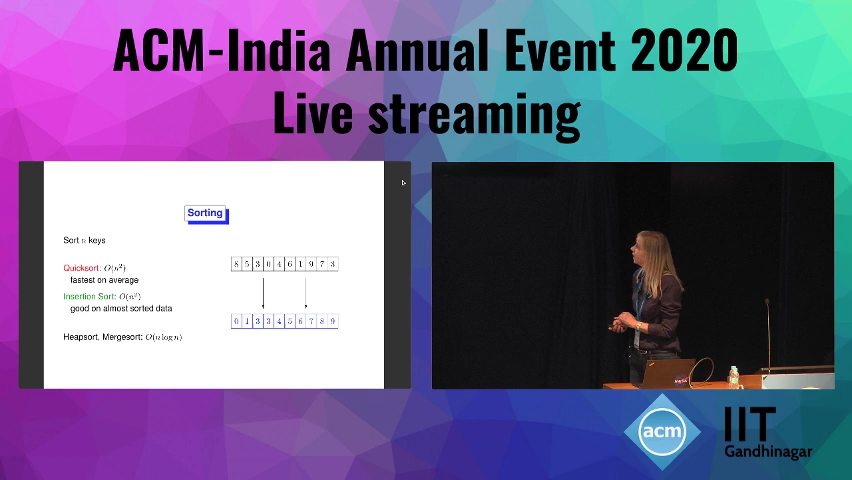 ACM-India Annual Event 2020
Live streaming
Sorting
Sort n keys
Quicksort: O(n²)
fastest on average
Insertion Sort: O(n²)
good on almost sorted data
Heapsort, Mergesort: O(n log n)
8 5 3 0 4 6 1 9 7 3
0 1 3 3 4 5 6 7 8 9
acm
IIT
Gandhinagar